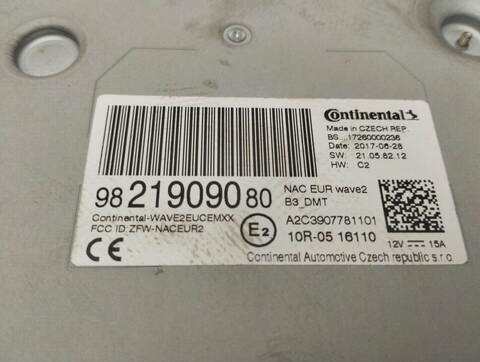 Continental
Made in CZECH REP.
BS....17260000236
Date: 2017-06-28
SW: 21.05.82.12
HW: C2
98 219090 80
NAC EUR wave2
B3_DMT
Continental-WAVE2EUCEMXX
FCC ID:ZFW-NACEUR2
E2
A2C3907781101
10R-05 16110
12V 15A
CE
Continental Automotive Czech republic s.r.o